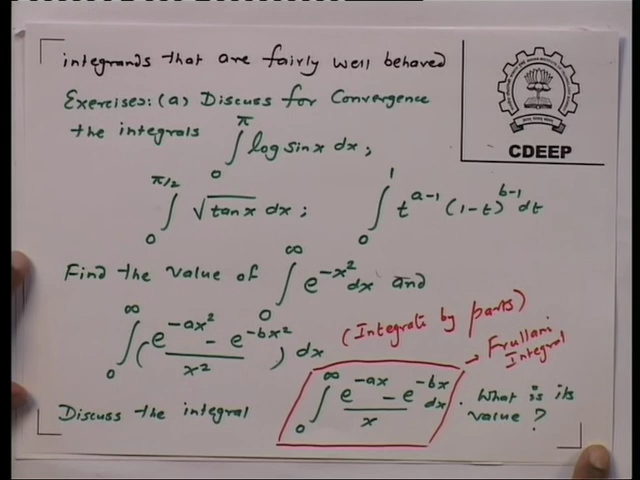 integrands that are fairly well behaved
Exercises: (a) Discuss for Convergence
the integrals ∫₀^π log sin x dx ;
∫₀^{π/2} √(tan x) dx ; ∫₀^1 t^{a-1} (1-t)^{b-1} dt
Find the value of ∫₀^∞ e^{-x²} dx and
∫₀^∞ ( (e^{-ax²} - e^{-bx²}) / x² ) dx (Integrate by parts)
→ Frullani Integral
Discuss the integral ∫₀^∞ (e^{-ax} - e^{-bx}) / x dx . What is its value ?
CDEEP